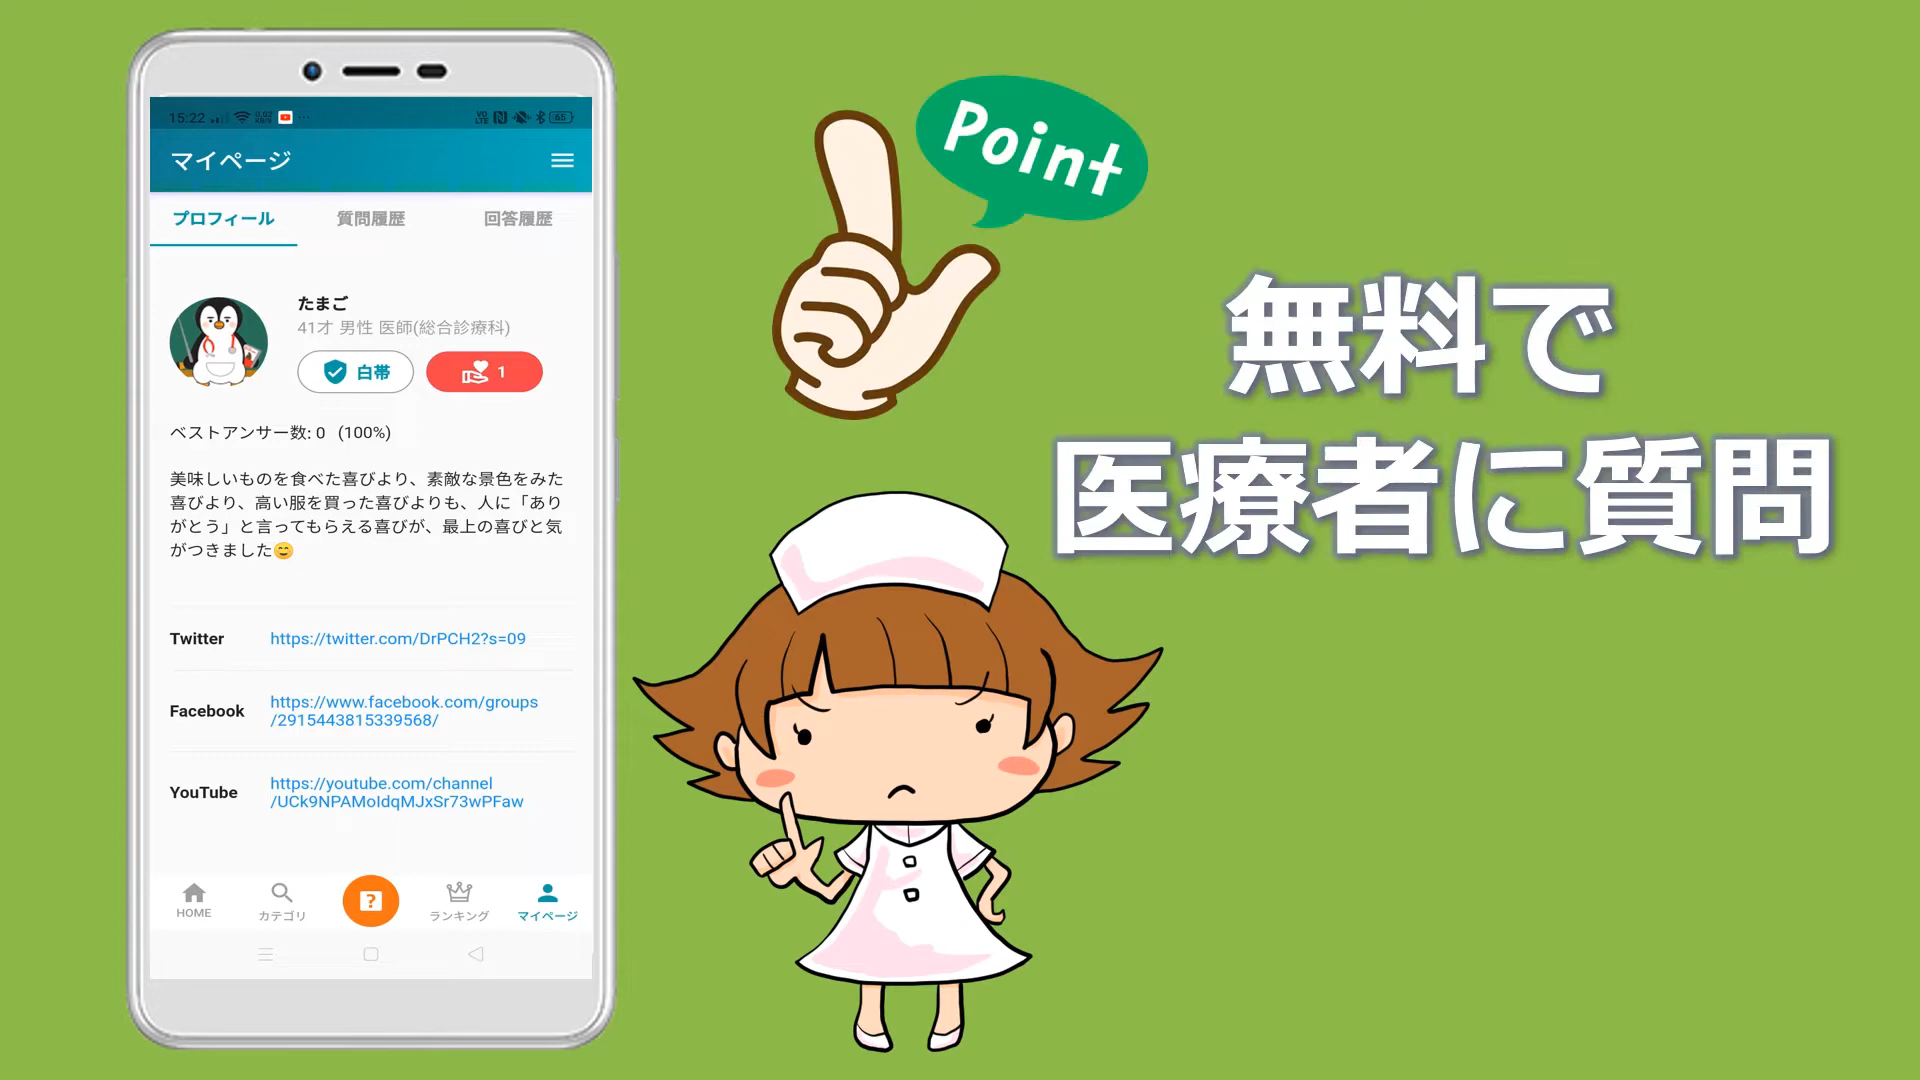 15:22
VO LTE
65
マイページ
プロフィール 質問履歴 回答履歴
たまご
41才 男性 医師(総合診療科)
白帯 1
ベストアンサー数: 0 (100%)
美味しいものを食べた喜びより、素敵な景色をみた
喜びより、高い服を買った喜びよりも、人に「あり
がとう」と言ってもらえる喜びが、最上の喜びと気
がつきました😊
Twitter https://twitter.com/DrPCH2?s=09
Facebook https://www.facebook.com/groups
/2915443815339568/
YouTube https://youtube.com/channel
/UCk9NPAMoIdqMJxSr73wPFaw
HOME カテゴリ ? ランキング マイページ
Point
無料で
医療者に質問